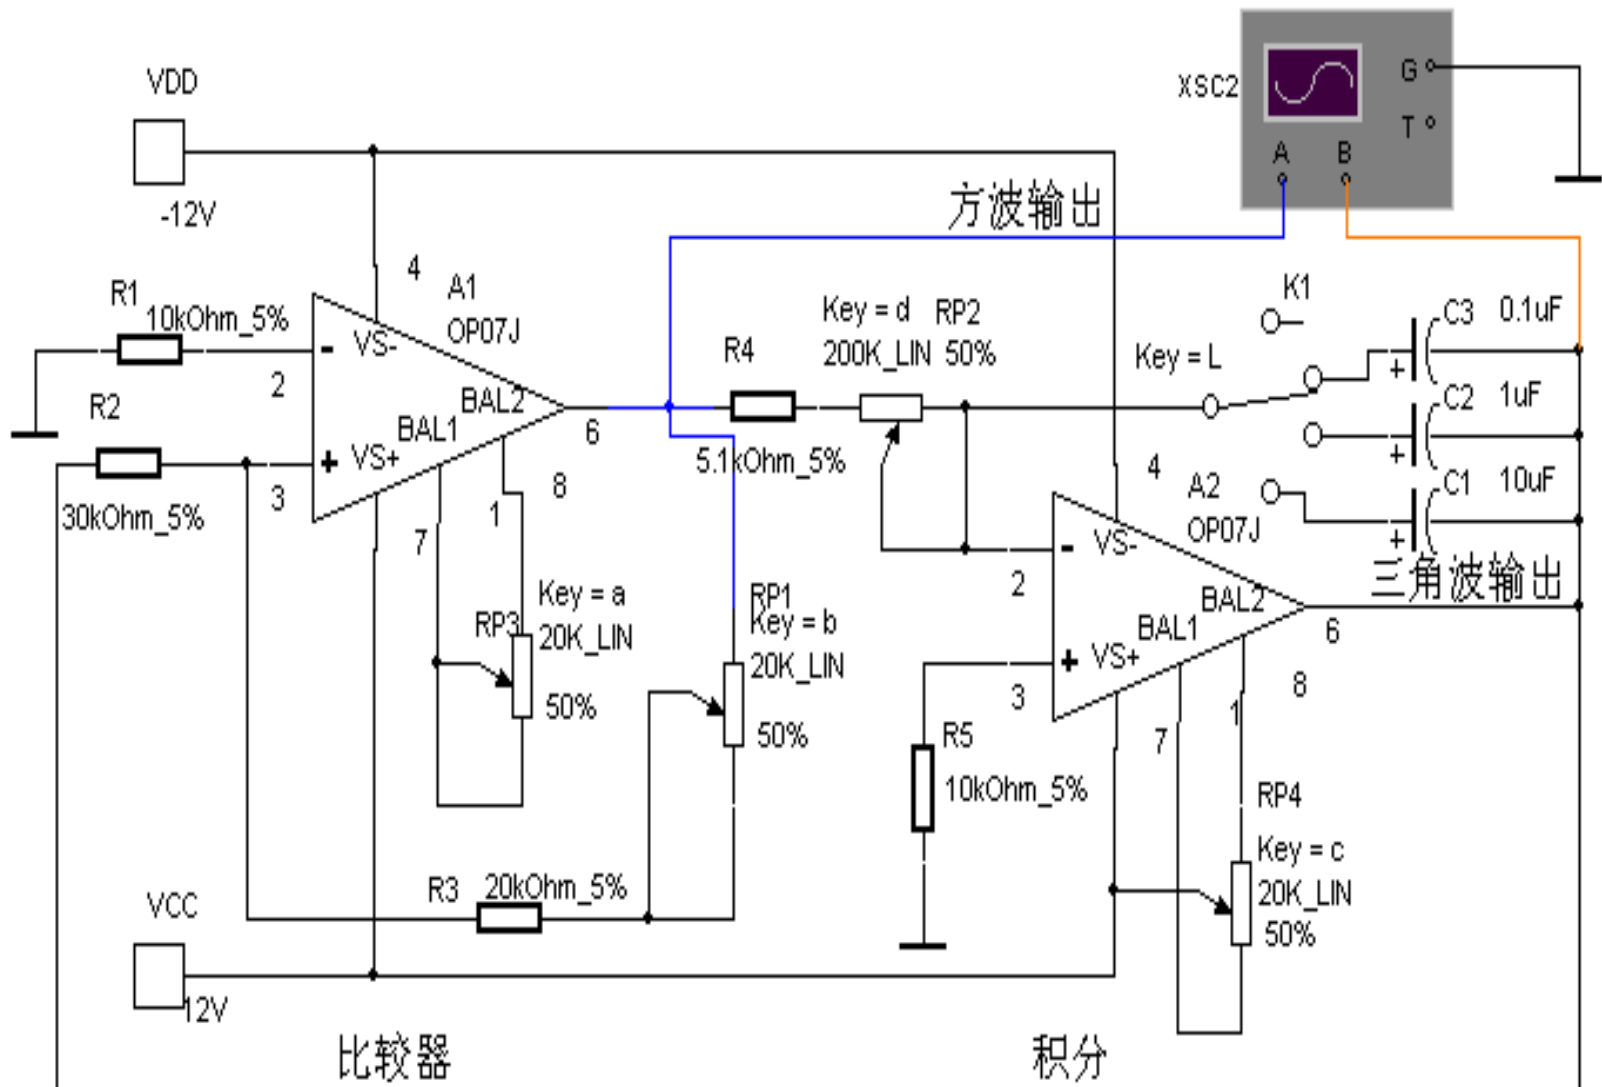 VDD
-12V
XSC2
G
T
A
B
方波输出
K1
R1
10kOhm_5%
4
A1
OP07J
VS-
-
2
BAL2
BAL1
6
R2
+
VS+
3
30kOhm_5%
7
1
8
R4
5.1kOhm_5%
Key = d
RP2
200K_LIN
50%
Key = L
C3
0.1uF
+
C2
1uF
+
C1
10uF
+
4
A2
OP07J
VS-
-
2
BAL2
BAL1
6
+
VS+
3
7
1
8
三角波输出
Key = a
RP3
20K_LIN
50%
RP1
Key = b
20K_LIN
50%
R5
10kOhm_5%
RP4
Key = c
20K_LIN
50%
R3
20kOhm_5%
VCC
12V
比较器
积分